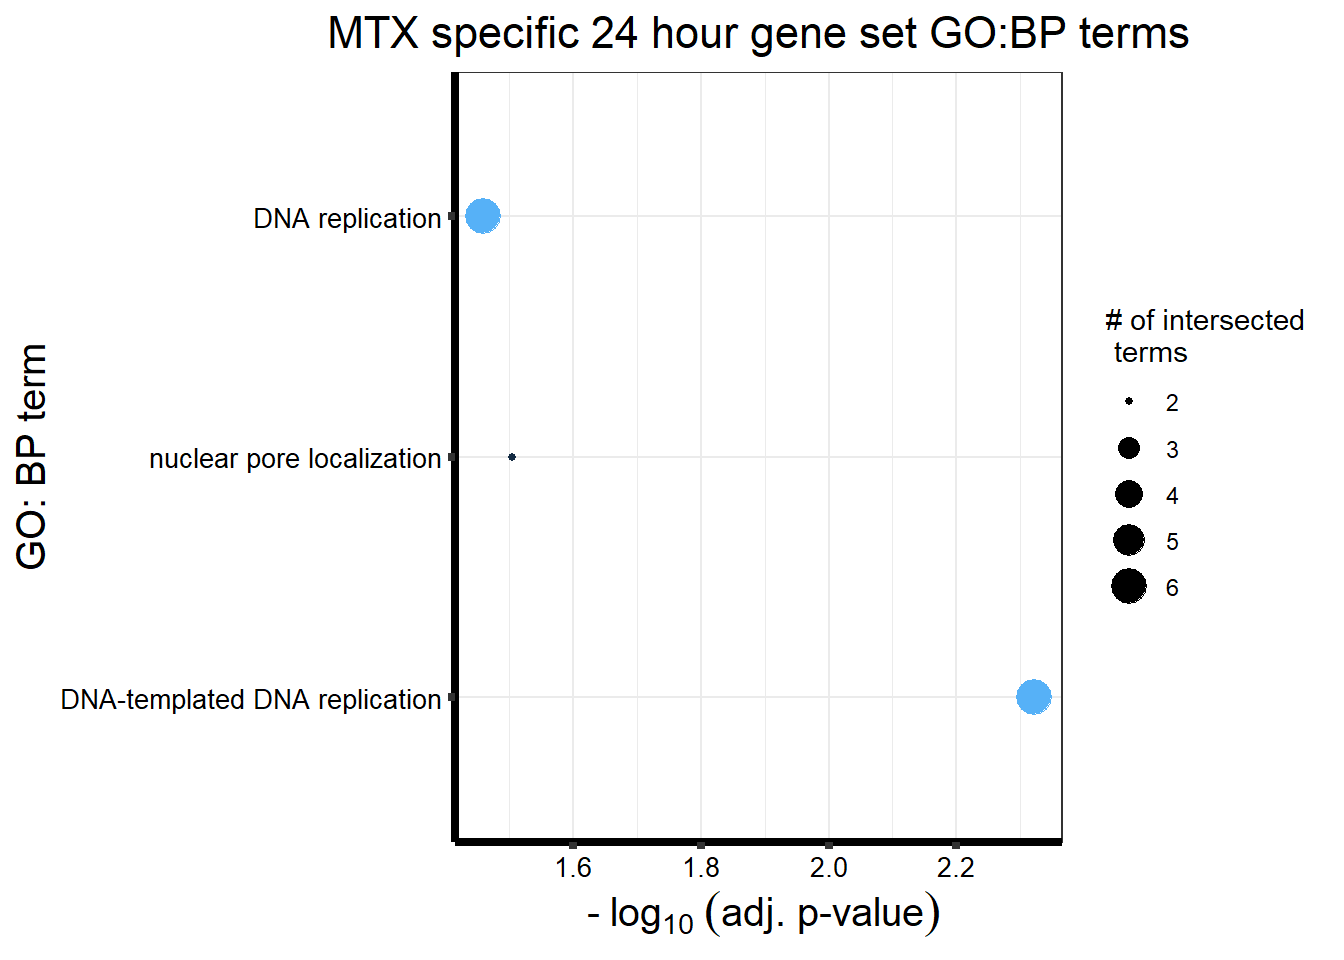 MTX specific 24 hour gene set GO:BP terms
GO: BP term
DNA replication
nuclear pore localization
DNA-templated DNA replication
1.6 1.8 2.0 2.2
- log10 (adj. p-value)
# of intersected
terms
2
3
4
5
6